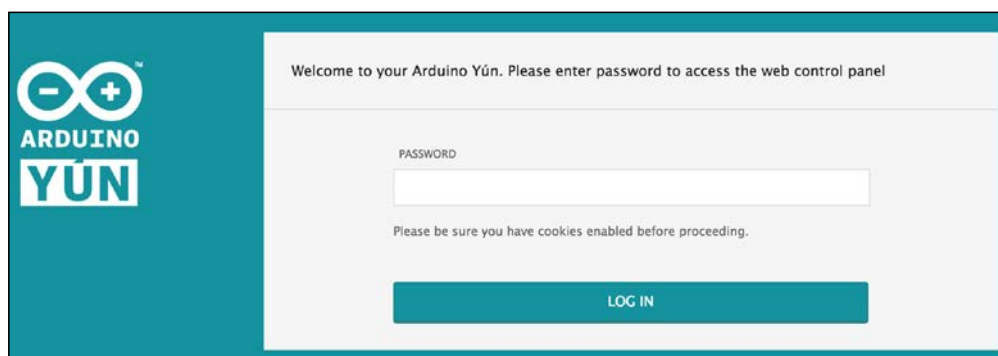 Welcome to your Arduino Yún. Please enter password to access the web control panel
™
ARDUINO
YÚN
PASSWORD
Please be sure you have cookies enabled before proceeding.
LOG IN